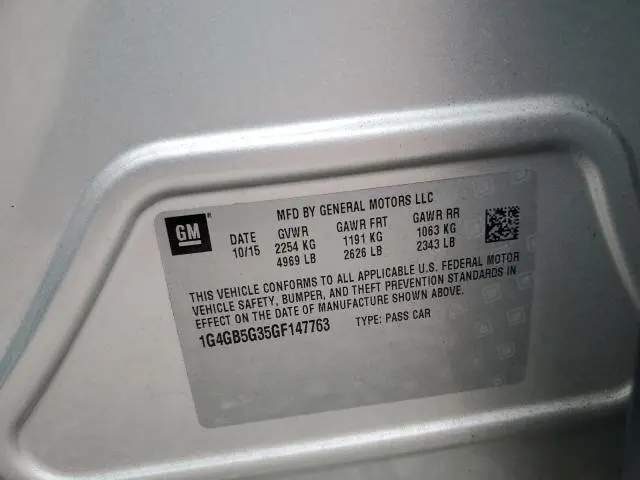 GM
MFD BY GENERAL MOTORS LLC
DATE GVWR GAWR FRT GAWR RR
10/15 2254 KG 1191 KG 1063 KG
4969 LB 2626 LB 2343 LB
THIS VEHICLE CONFORMS TO ALL APPLICABLE U.S. FEDERAL MOTOR
VEHICLE SAFETY, BUMPER, AND THEFT PREVENTION STANDARDS IN
EFFECT ON THE DATE OF MANUFACTURE SHOWN ABOVE.
1G4GB5G35GF147763 TYPE: PASS CAR